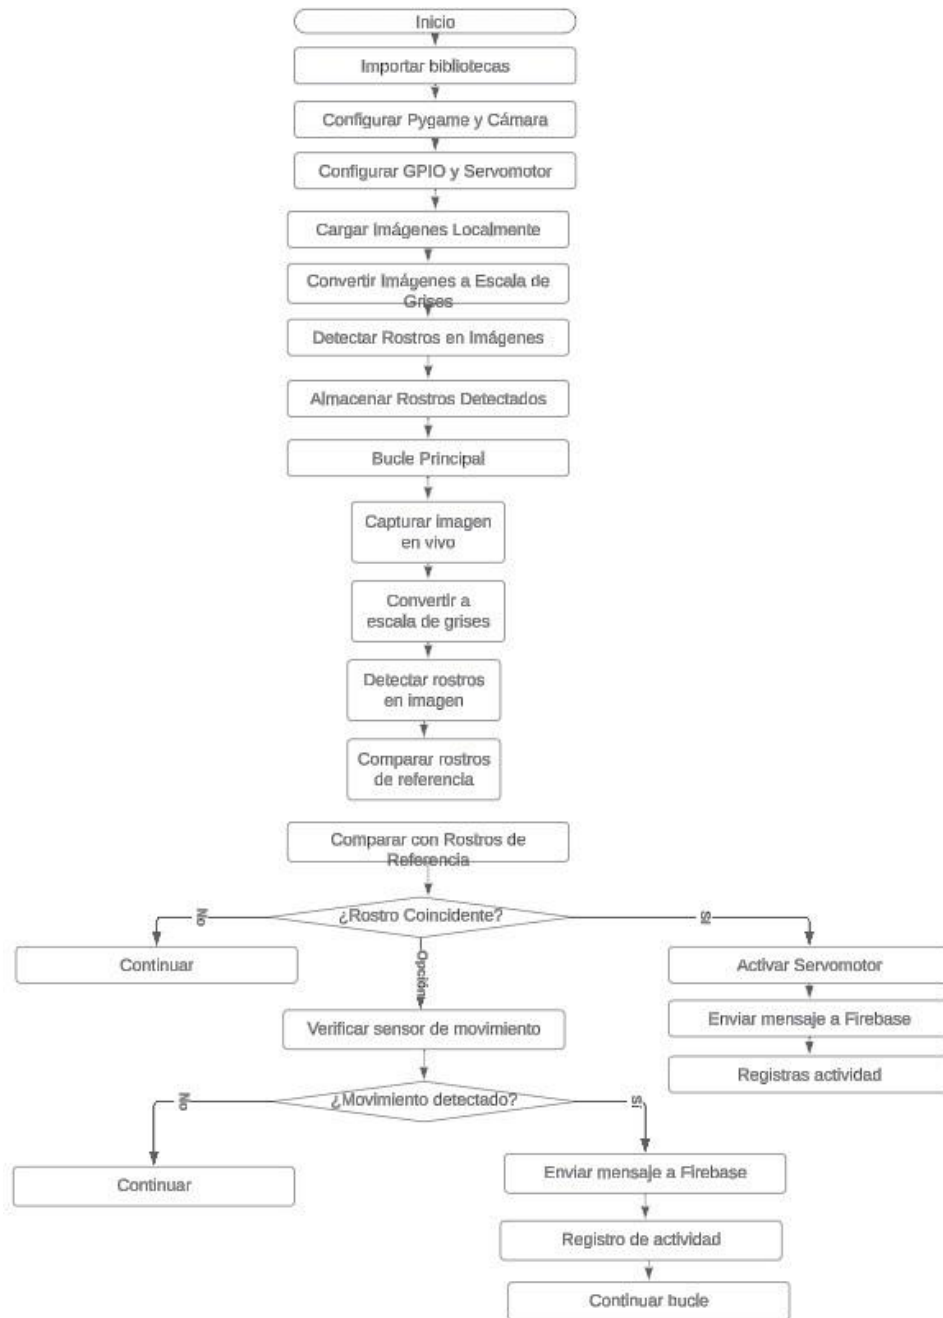 Inicio
Importar bibliotecas
Configurar Pygame y Cámara
Configurar GPIO y Servomotor
Cargar Imágenes Localmente
Convertir Imágenes a Escala de
Grises
Detectar Rostros en Imágenes
Almacenar Rostros Detectados
Bucle Principal
Capturar imagen
en vivo
Convertir a
escala de grises
Detectar rostros
en imagen
Comparar rostros
de referencia
Comparar con Rostros de
Referencia
¿Rostro Coincidente?
No
Sí
Opción
Continuar
Activar Servomotor
Enviar mensaje a Firebase
Registras actividad
Verificar sensor de movimiento
¿Movimiento detectado?
No
sí
Continuar
Enviar mensaje a Firebase
Registro de actividad
Continuar bucle